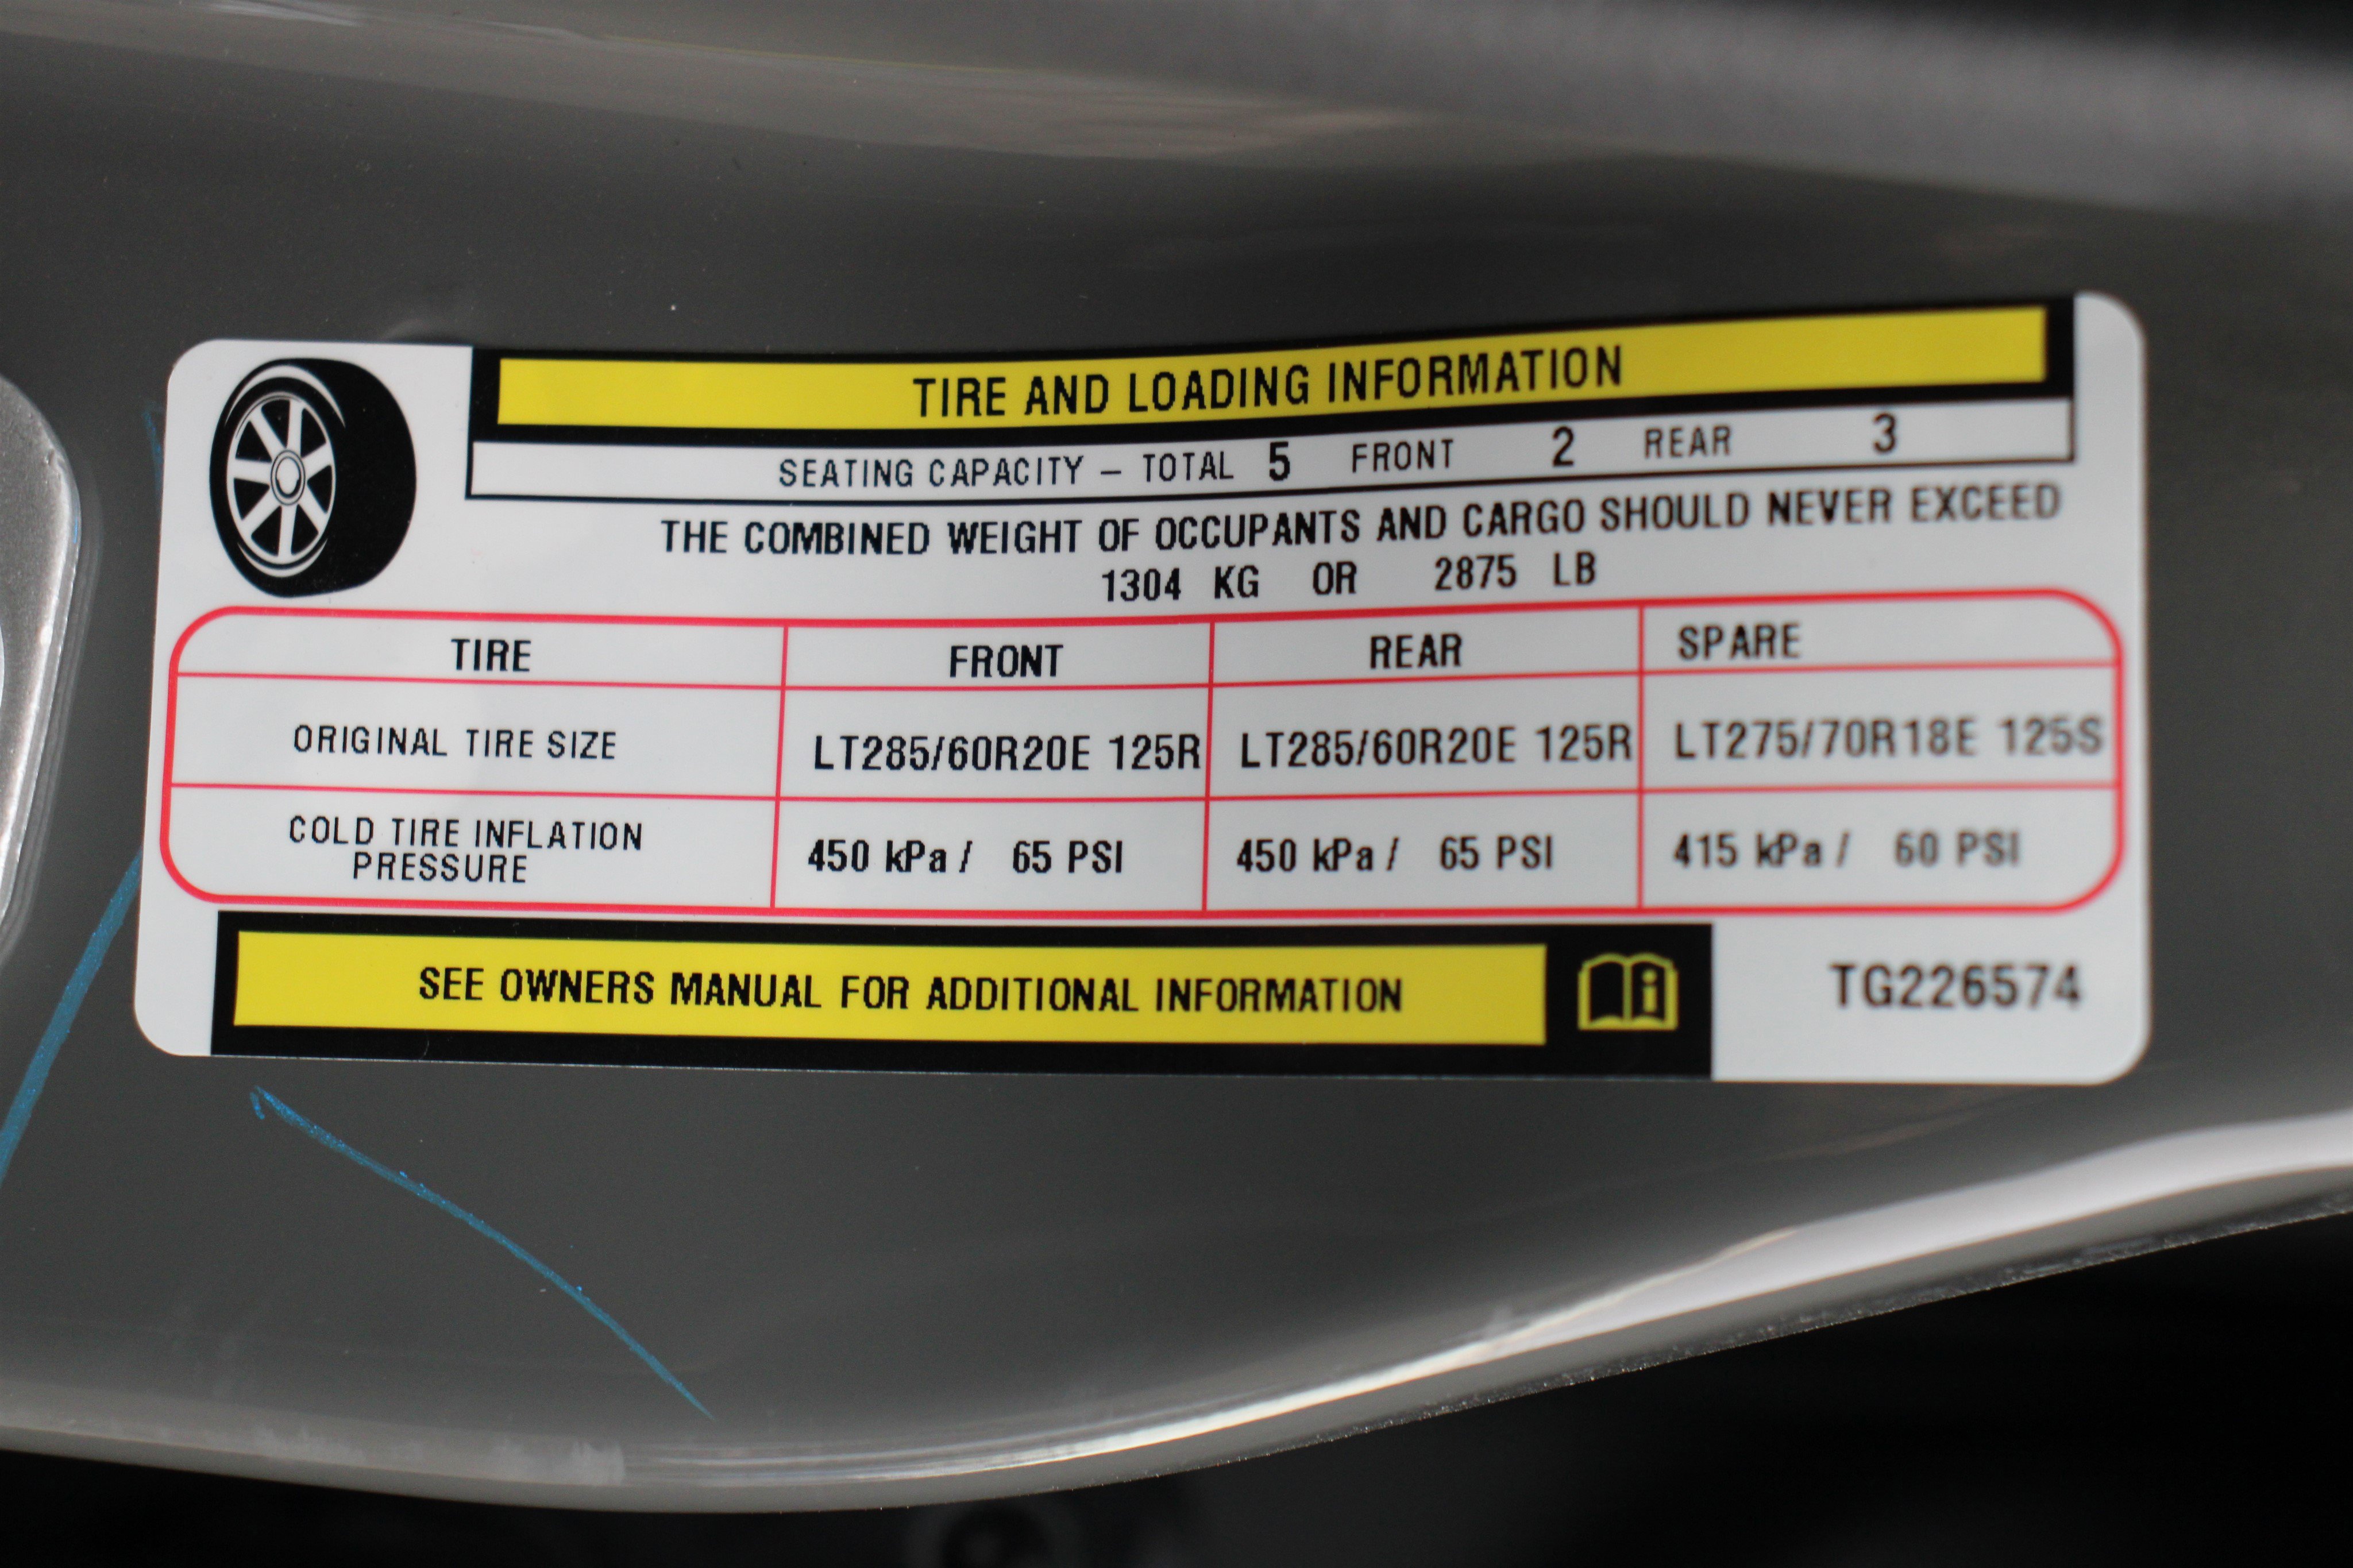 TIRE AND LOADING INFORMATION
SEATING CAPACITY – TOTAL 5 FRONT 2 REAR 3
THE COMBINED WEIGHT OF OCCUPANTS AND CARGO SHOULD NEVER EXCEED
1304 KG OR 2875 LB
TIRE FRONT REAR SPARE
ORIGINAL TIRE SIZE LT285/60R20E 125R LT285/60R20E 125R LT275/70R18E 125S
COLD TIRE INFLATION
PRESSURE 450 kPa / 65 PSI 450 kPa / 65 PSI 415 kPa / 60 PSI
SEE OWNERS MANUAL FOR ADDITIONAL INFORMATION i TG226574